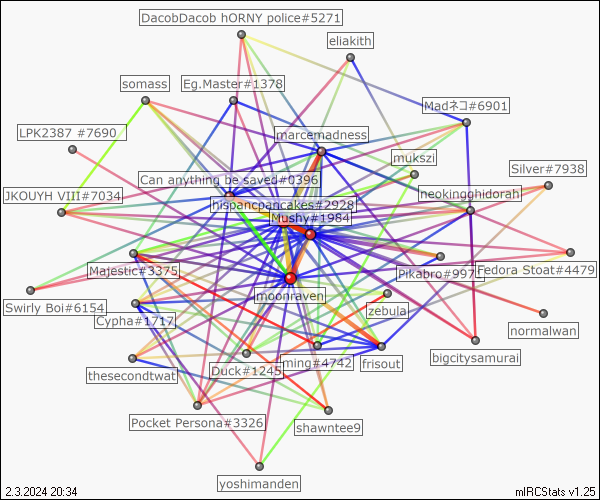 DacobDacob hORNY police#5271
eliakith
somass
Eg.Master#1378
Madネコ#6901
LPK2387 #7690
marcemadness
mukszi
Silver#7938
Can anything be saved#0396
JKOUYH VIII#7034
neokingghidorah
hispancpancakes#2928
Mushy#1984
Majestic#3375
Pikabro#9977
Fedora Stoat#4479
moonraven
Swirly Boi#6154
zebula
Cypha#1717
normalwan
bigcitysamurai
ming#4742
frisout
thesecondtwat
Duck#1245
Pocket Persona#3326
shawntee9
yoshimanden
2.3.2024 20:34
mIRCStats v1.25